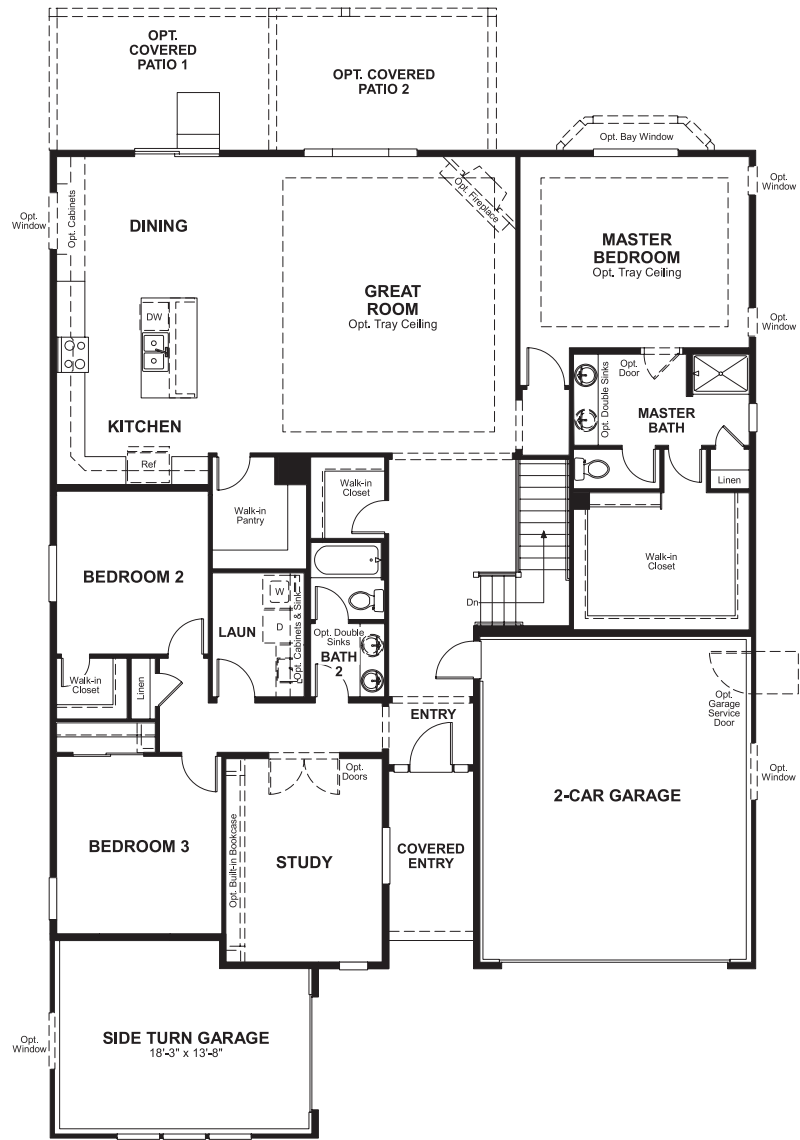 OPT.
COVERED
PATIO 1
OPT. COVERED
PATIO 2
Opt. Bay Window
Opt.
Window
Opt. Cabinets
DINING
Opt. Fireplace
Opt.
Window
MASTER
BEDROOM
Opt. Tray Ceiling
GREAT
ROOM
Opt. Tray Ceiling
DW
Opt.
Window
Opt. Double Sinks
Opt.
Door
MASTER
BATH
KITCHEN
Ref
Linen
Walk-in
Closet
Walk-in
Pantry
Walk-in
Closet
BEDROOM 2
W
D
LAUN
Opt. Cabinets & Sink
Opt. Double
Sinks
BATH
2
Dn
Walk-in
Closet
Linen
ENTRY
Opt.
Garage
Service
Door
Opt.
Doors
Opt.
Window
2-CAR GARAGE
BEDROOM 3
Opt. Built-in Bookcase
STUDY
COVERED
ENTRY
Opt.
Window
SIDE TURN GARAGE
18'-3" x 13'-8"